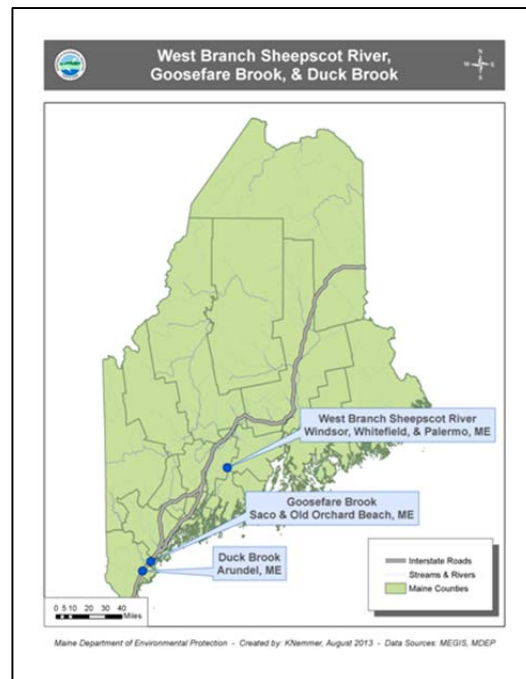 West Branch Sheepscot River,
Goosefare Brook, & Duck Brook
N
W
E
S
West Branch Sheepscot River
Windsor, Whitefield, & Palermo, ME
Goosefare Brook
Saco & Old Orchard Beach, ME
Duck Brook
Arundel, ME
Interstate Roads
Streams & Rivers
Maine Counties
0 5 10 20 30 40
Miles
Maine Department of Environmental Protection - Created by: KNemmer, August 2013 - Data Sources: MEGIS, MDEP